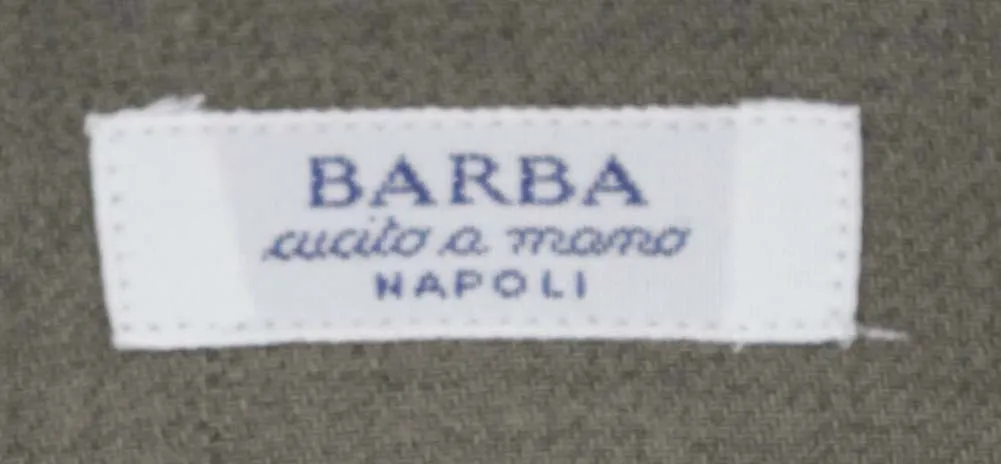 BARBA
cucito a mano
NAPOLI